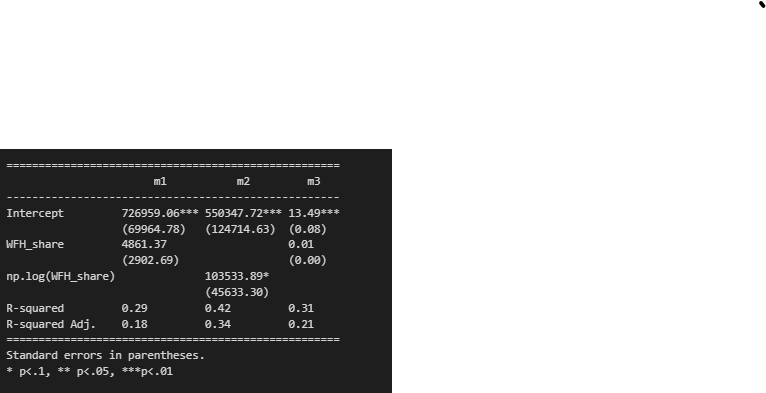 ====================================================
                       m1           m2         m3
----------------------------------------------------
Intercept         726959.06*** 550347.72*** 13.49***
                  (69964.78)   (124714.63)  (0.08)
WFH_share         4861.37                   0.01
                  (2902.69)                 (0.00)
np.log(WFH_share)              103533.89*
                               (45633.30)
R-squared         0.29         0.42         0.31
R-squared Adj.    0.18         0.34         0.21
====================================================
Standard errors in parentheses.
* p<.1, ** p<.05, ***p<.01